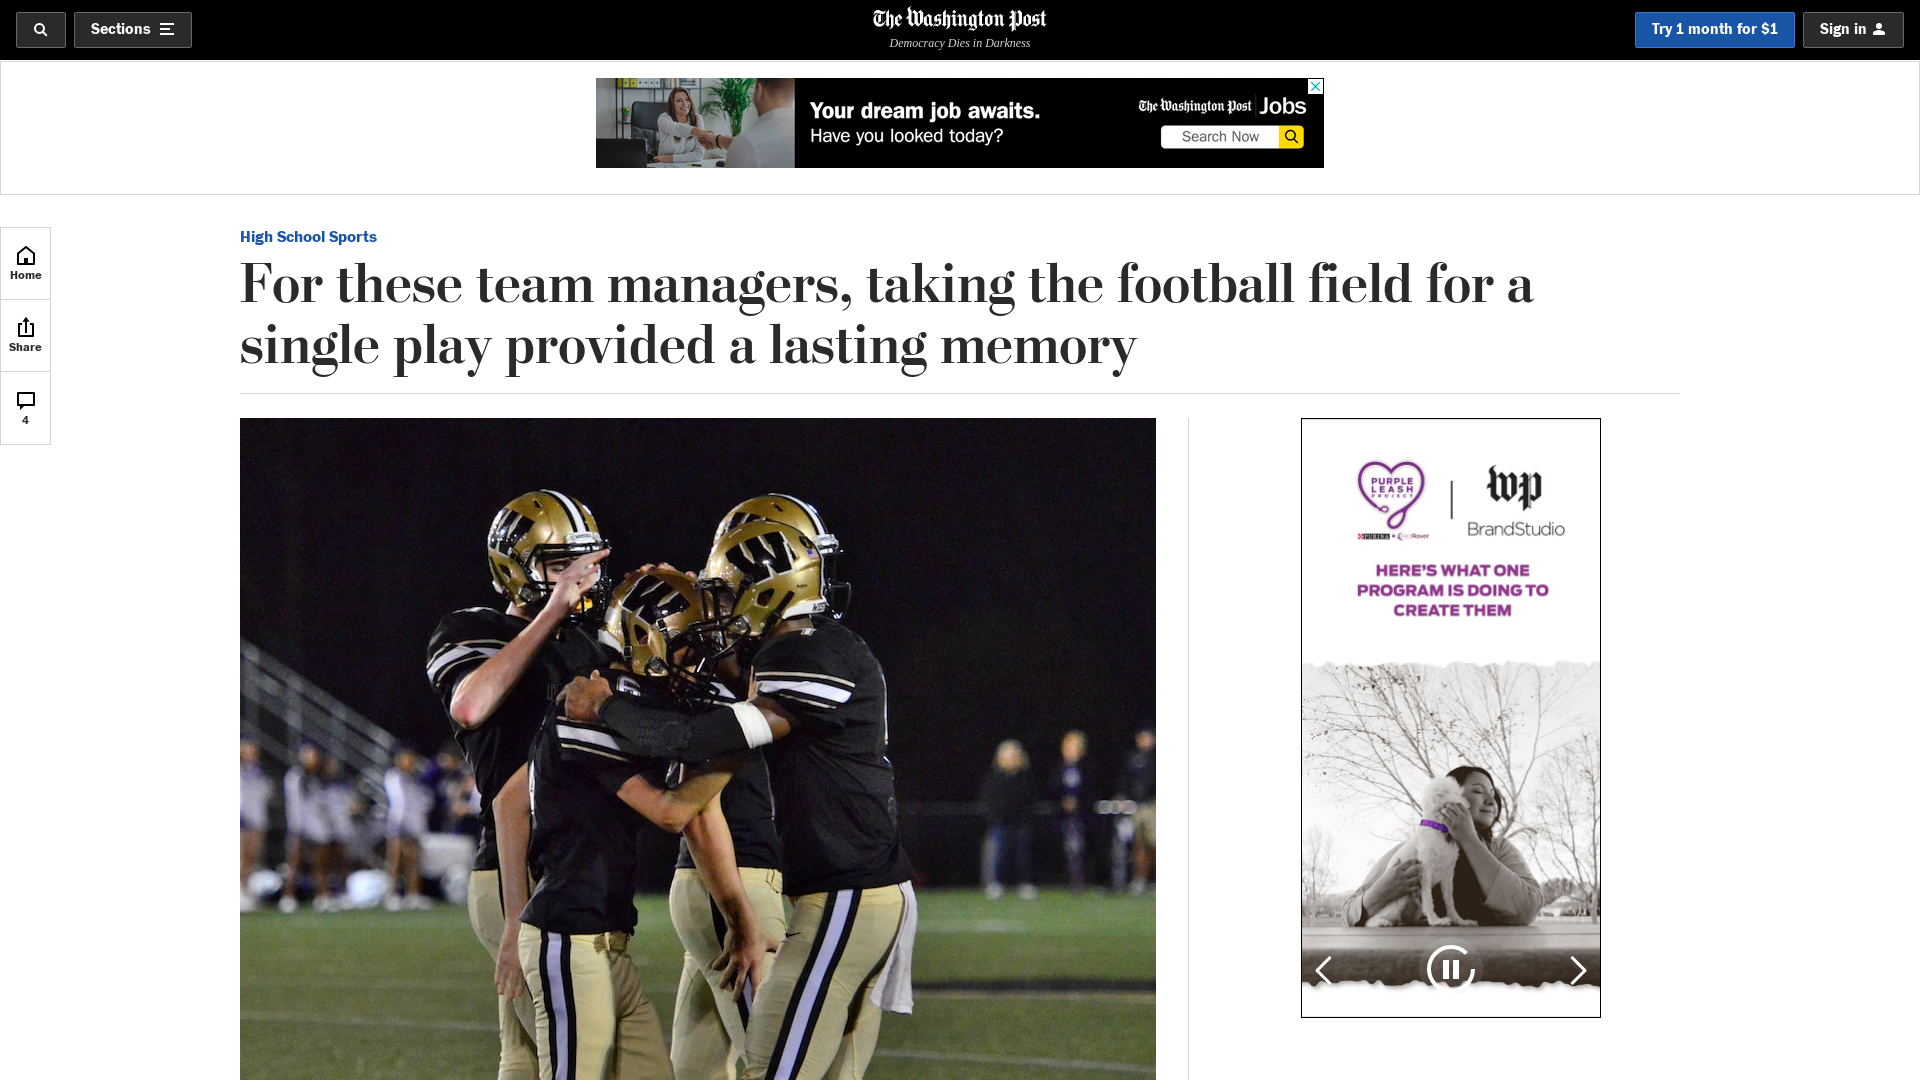 Sections
The Washington Post
Democracy Dies in Darkness
Try 1 month for $1
Sign in
Your dream job awaits.
Have you looked today?
The Washington Post Jobs
Search Now
Home
Share
4
High School Sports
For these team managers, taking the football field for a
single play provided a lasting memory
W
W
W
PURPLE
LEASH
PROJECT
PURINA +
wp
BrandStudio
HERE'S WHAT ONE
PROGRAM IS DOING TO
CREATE THEM